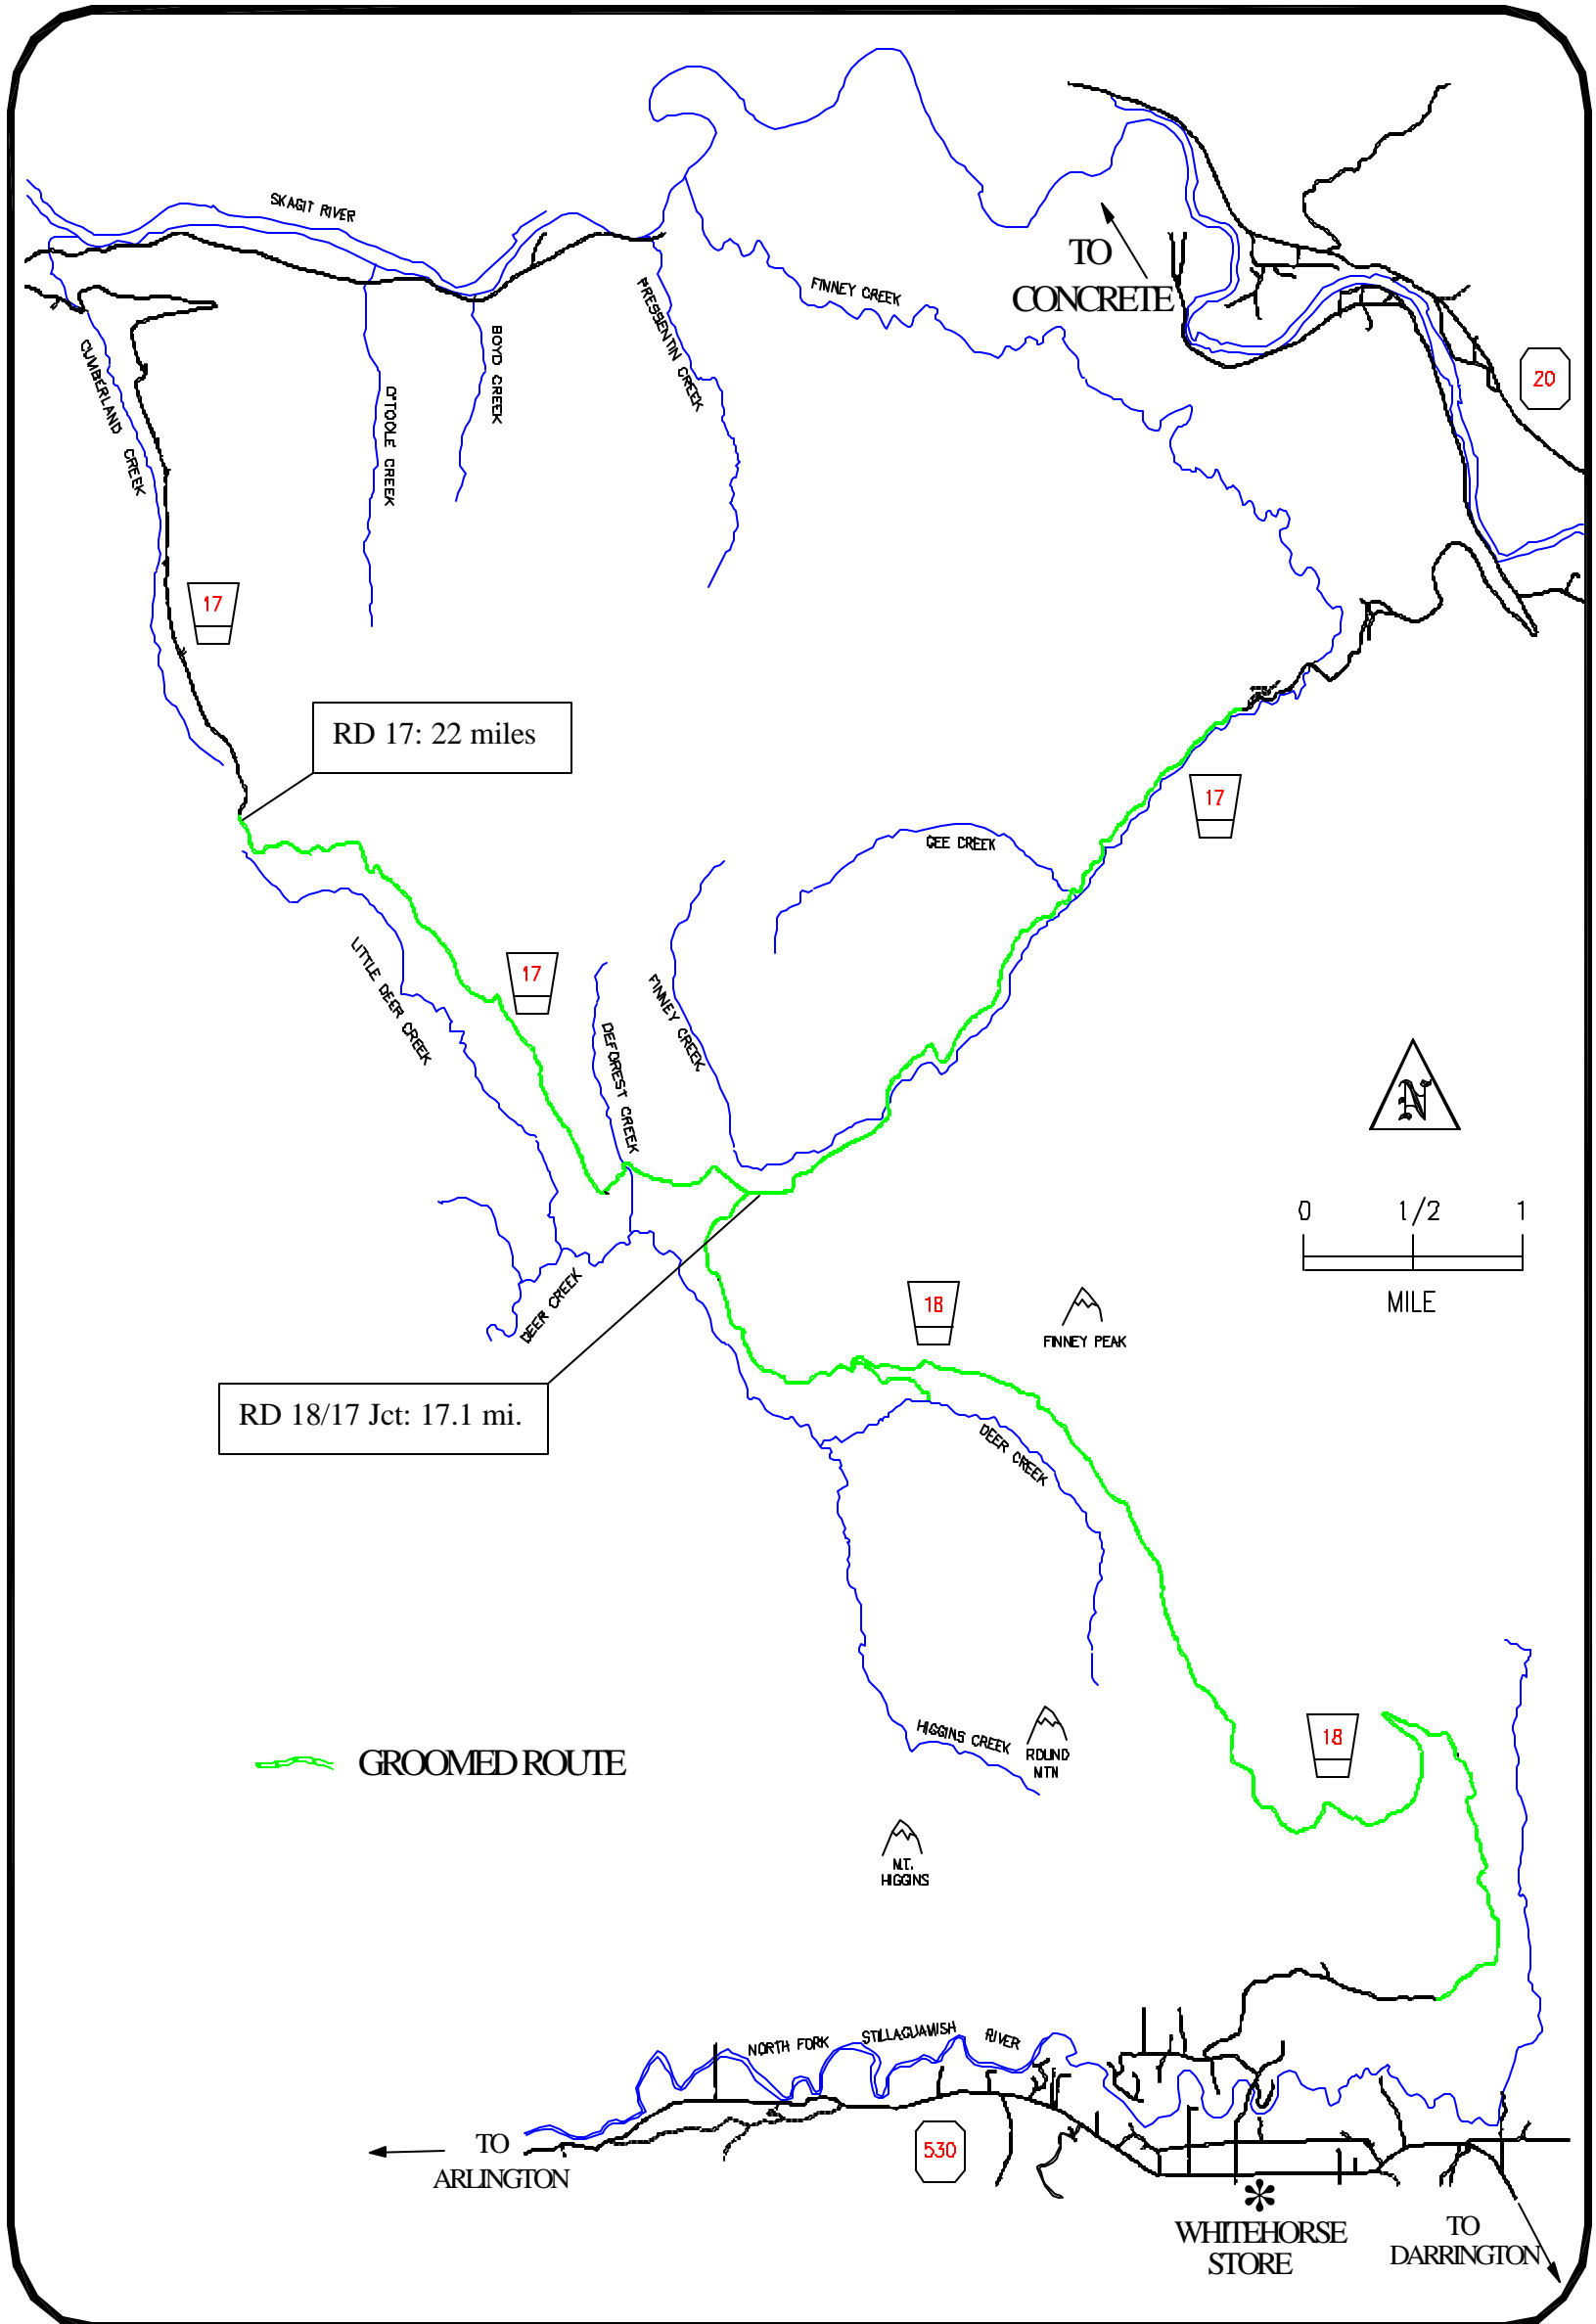 SKAGIT RIVER
TO
CONCRETE
FINNEY CREEK
PRESSENTIN CREEK
BOYD CREEK
O'TOOLE CREEK
CUMBERLAND CREEK
20
17
RD 17: 22 miles
17
GEE CREEK
17
LITTLE DEER CREEK
FINNEY CREEK
DEFOREST CREEK
N
0 1/2 1
MILE
DEER CREEK
18
FINNEY PEAK
RD 18/17 Jct: 17.1 mi.
DEER CREEK
18
HIGGINS CREEK
ROUND
MTN
GROOMED ROUTE
MT.
HIGGINS
NORTH FORK STILLAGUAMISH RIVER
530
TO
ARLINGTON
WHITEHORSE
STORE
TO
DARRINGTON